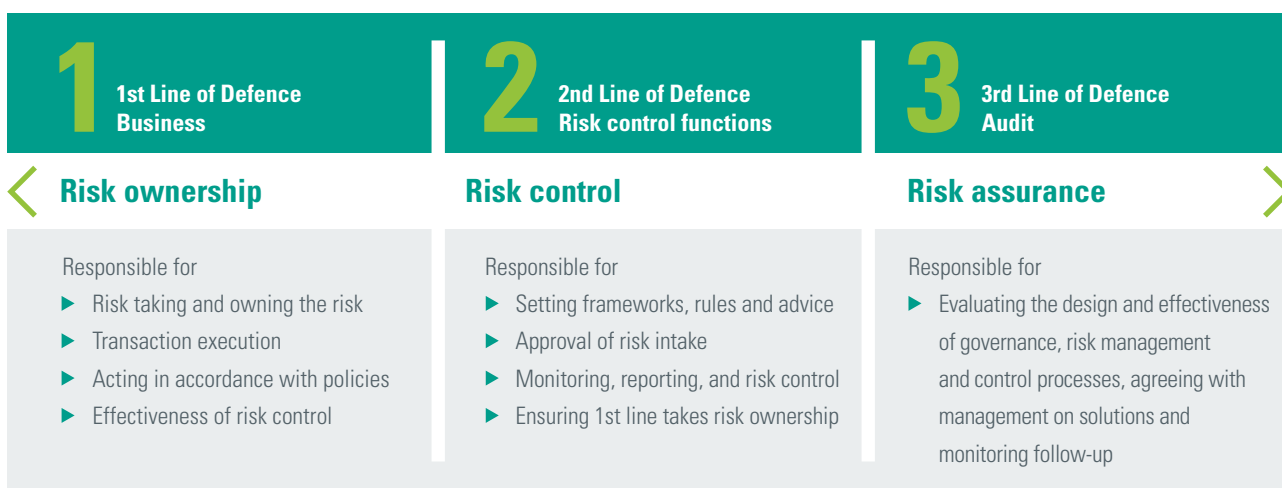 1
1st Line of Defence
Business
Risk ownership
Responsible for
Risk taking and owning the risk
Transaction execution
Acting in accordance with policies
Effectiveness of risk control
2
2nd Line of Defence
Risk control functions
Risk control
Responsible for
Setting frameworks, rules and advice
Approval of risk intake
Monitoring, reporting, and risk control
Ensuring 1st line takes risk ownership
3
3rd Line of Defence
Audit
Risk assurance
Responsible for
Evaluating the design and effectiveness
of governance, risk management
and control processes, agreeing with
management on solutions and
monitoring follow-up